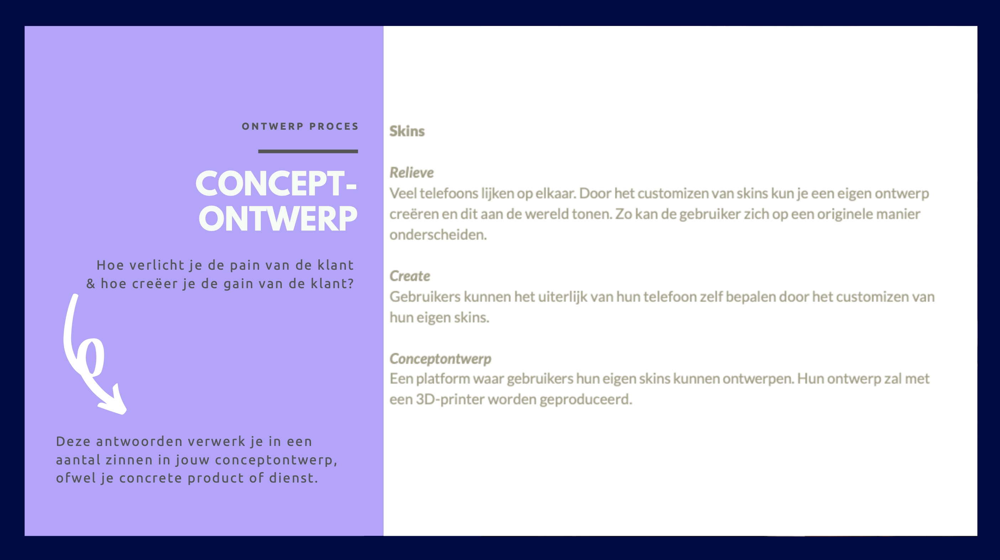 ONTWERP PROCES
CONCEPT-
ONTWERP
Hoe verlicht je de pain van de klant
& hoe creëer je de gain van de klant?
Deze antwoorden verwerk je in een
aantal zinnen in jouw conceptontwerp,
ofwel je concrete product of dienst.
Skins
Relieve
Veel telefoons lijken op elkaar. Door het customizen van skins kun je een eigen ontwerp
creëren en dit aan de wereld tonen. Zo kan de gebruiker zich op een originele manier
onderscheiden.
Create
Gebruikers kunnen het uiterlijk van hun telefoon zelf bepalen door het customizen van
hun eigen skins.
Conceptontwerp
Een platform waar gebruikers hun eigen skins kunnen ontwerpen. Hun ontwerp zal met
een 3D-printer worden geproduceerd.